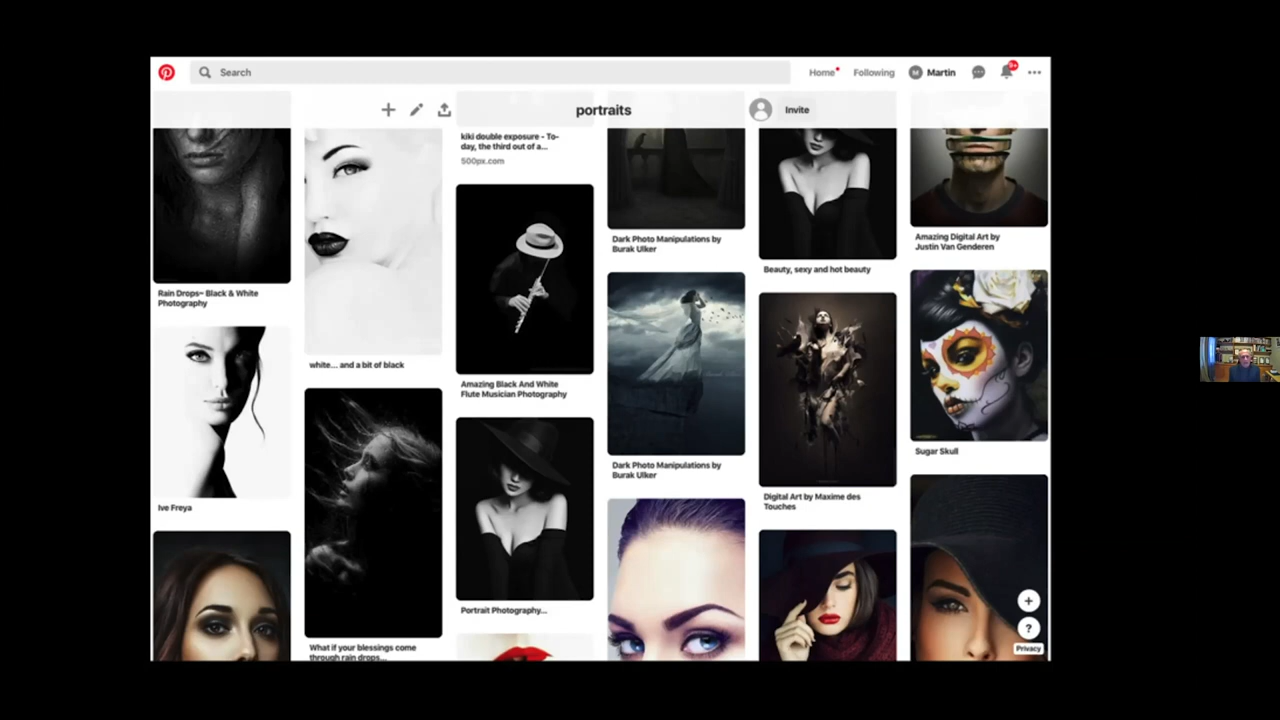 Search
Home
Following
M
Martin
9+
portraits
Invite
Rain Drops~ Black & White
Photography
Ive Freya
white... and a bit of black
What if your blessings come
through rain drops...
kiki double exposure - To-
day, the third out of a...
500px.com
Amazing Black And White
Flute Musician Photography
Portrait Photography...
Dark Photo Manipulations by
Burak Ulker
Dark Photo Manipulations by
Burak Ulker
Beauty, sexy and hot beauty
Digital Art by Maxime des
Touches
Amazing Digital Art by
Justin Van Genderen
Sugar Skull
+
?
Privacy